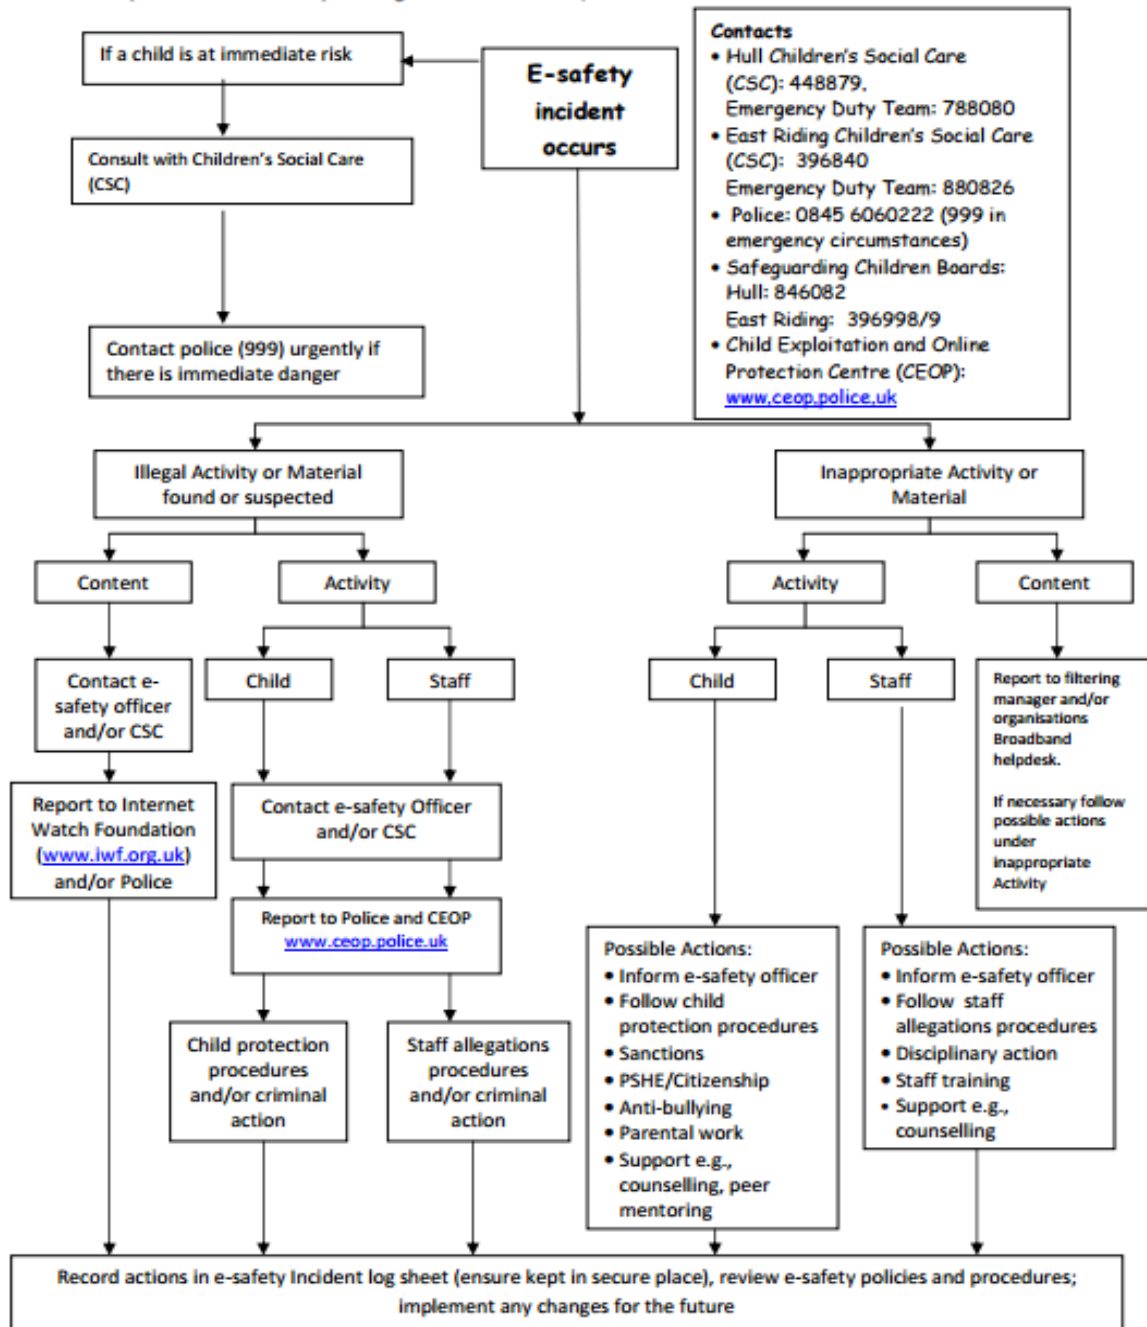 If a child is at immediate risk
E-safety
incident
occurs
Consult with Children's Social Care
(CSC)
Contact police (999) urgently if
there is immediate danger
Contacts
• Hull Children's Social Care
(CSC): 448879,
Emergency Duty Team: 788080
• East Riding Children's Social Care
(CSC): 396840
Emergency Duty Team: 880826
• Police: 0845 6060222 (999 in
emergency circumstances)
• Safeguarding Children Boards:
Hull: 846082
East Riding: 396998/9
• Child Exploitation and Online
Protection Centre (CEOP):
www.ceop.police.uk
Illegal Activity or Material
found or suspected
Inappropriate Activity or
Material
Content
Activity
Activity
Content
Contact e-
safety officer
and/or CSC
Child
Staff
Child
Staff
Report to filtering
manager and/or
organisations
Broadband
helpdesk.
If necessary follow
possible actions
under
inappropriate
Activity
Report to Internet
Watch Foundation
(www.iwf.org.uk)
and/or Police
Contact e-safety Officer
and/or CSC
Report to Police and CEOP
www.ceop.police.uk
Child protection
procedures
and/or criminal
action
Staff allegations
procedures
and/or criminal
action
Possible Actions:
• Inform e-safety officer
• Follow child
protection procedures
• Sanctions
• PSHE/Citizenship
• Anti-bullying
• Parental work
• Support e.g.,
counselling, peer
mentoring
Possible Actions:
• Inform e-safety officer
• Follow staff
allegations procedures
• Disciplinary action
• Staff training
• Support e.g.,
counselling
Record actions in e-safety Incident log sheet (ensure kept in secure place), review e-safety policies and procedures;
implement any changes for the future